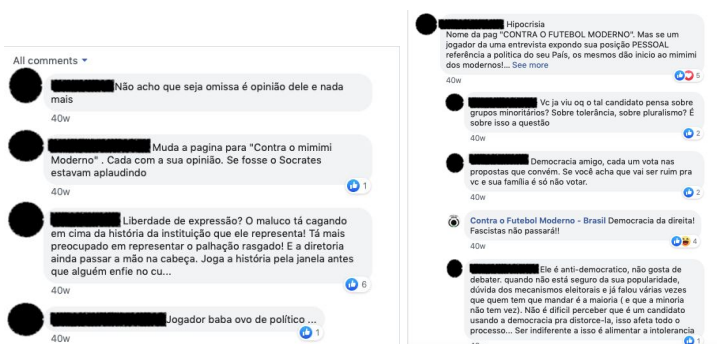 All comments
Não acho que seja omissa é opinião dele e nada
mais
40w
Muda a pagina para "Contra o mimimi
Moderno" . Cada com a sua opinião. Se fosse o Socrates
estavam aplaudindo
40w
1
Liberdade de expressão? O maluco tá cagando
em cima da história da instituição que ele representa! Tá mais
preocupado em representar o palhação rasgado! E a diretoria
ainda passar a mão na cabeça. Joga a história pela janela antes
que alguém enfie no cu...
40w
6
Jogador baba ovo de político ...
1
40w
Hipocrisia
Nome da pag "CONTRA O FUTEBOL MODERNO". Mas se um
jogador da uma entrevista expondo sua posição PESSOAL
referência a politica do seu País, os mesmos dão inicio ao mimimi
dos modernos!... See more
40w
5
Vc ja viu oq o tal candidato pensa sobre
grupos minoritários? Sobre tolerância, sobre pluralismo? É
sobre isso a questão
40w
2
Democracia amigo, cada um vota nas
propostas que convém. Se você acha que vai ser ruim pra
vc e sua família é só não votar.
40w
2
Contra o Futebol Moderno - Brasil Democracia da direita!
Fascistas não passarã!!
40w
4
Ele é anti-democratico, não gosta de
debater. quando não está seguro da sua popularidade,
dúvida dos mecanismos eleitorais e já falou várias vezes
que quem tem que mandar é a maioria ( e que a minoria
não tem vez). Não é dificil perceber que é um candidato
usando a democracia pra distorce-la, isso afeta todo o
processo... Ser indiferente a isso é alimentar a intolerancia
1